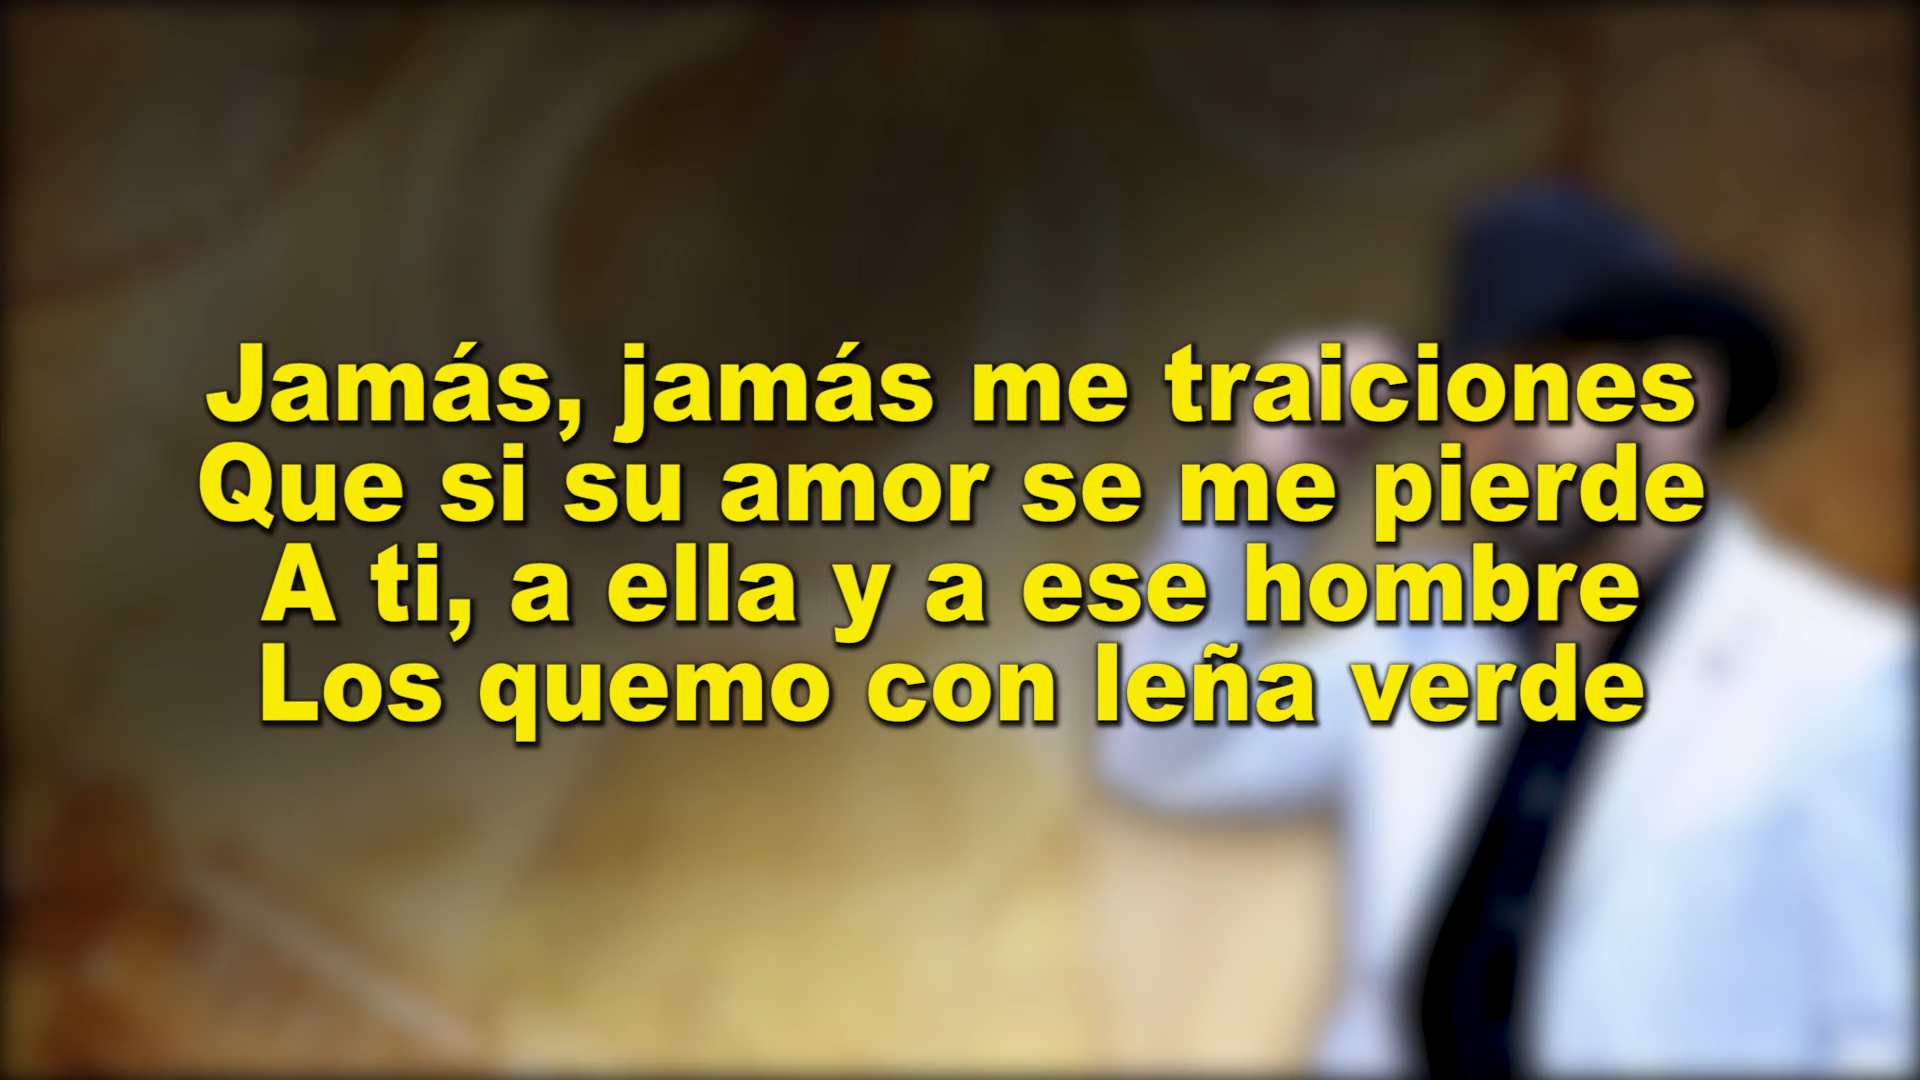 Jamás, jamás me traiciones
Que si su amor se me pierde
A ti, a ella y a ese hombre
Los quemo con leña verde